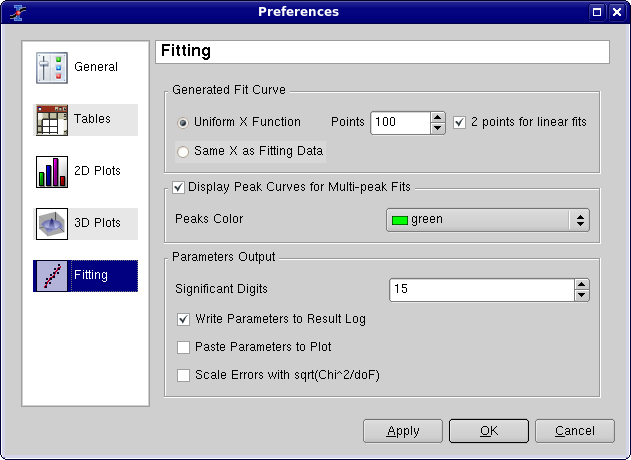 Preferences
General
Tables
2D Plots
3D Plots
Fitting
Fitting
Generated Fit Curve
Uniform X Function Points 100 2 points for linear fits
Same X as Fitting Data
Display Peak Curves for Multi-peak Fits
Peaks Color green
Parameters Output
Significant Digits 15
Write Parameters to Result Log
Paste Parameters to Plot
Scale Errors with sqrt(Chi^2/doF)
Apply OK Cancel